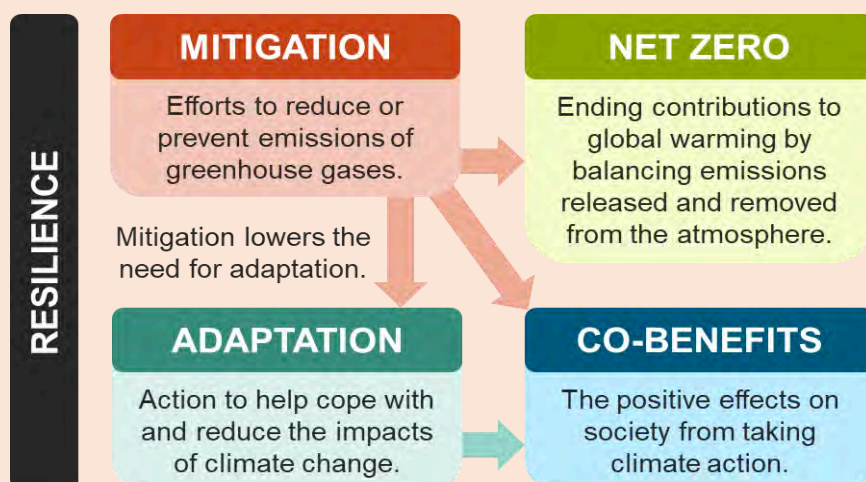 RESILIENCE
MITIGATION
Efforts to reduce or
prevent emissions of
greenhouse gases.
NET ZERO
Ending contributions to
global warming by
balancing emissions
released and removed
from the atmosphere.
Mitigation lowers the
need for adaptation.
ADAPTATION
Action to help cope with
and reduce the impacts
of climate change.
CO-BENEFITS
The positive effects on
society from taking
climate action.